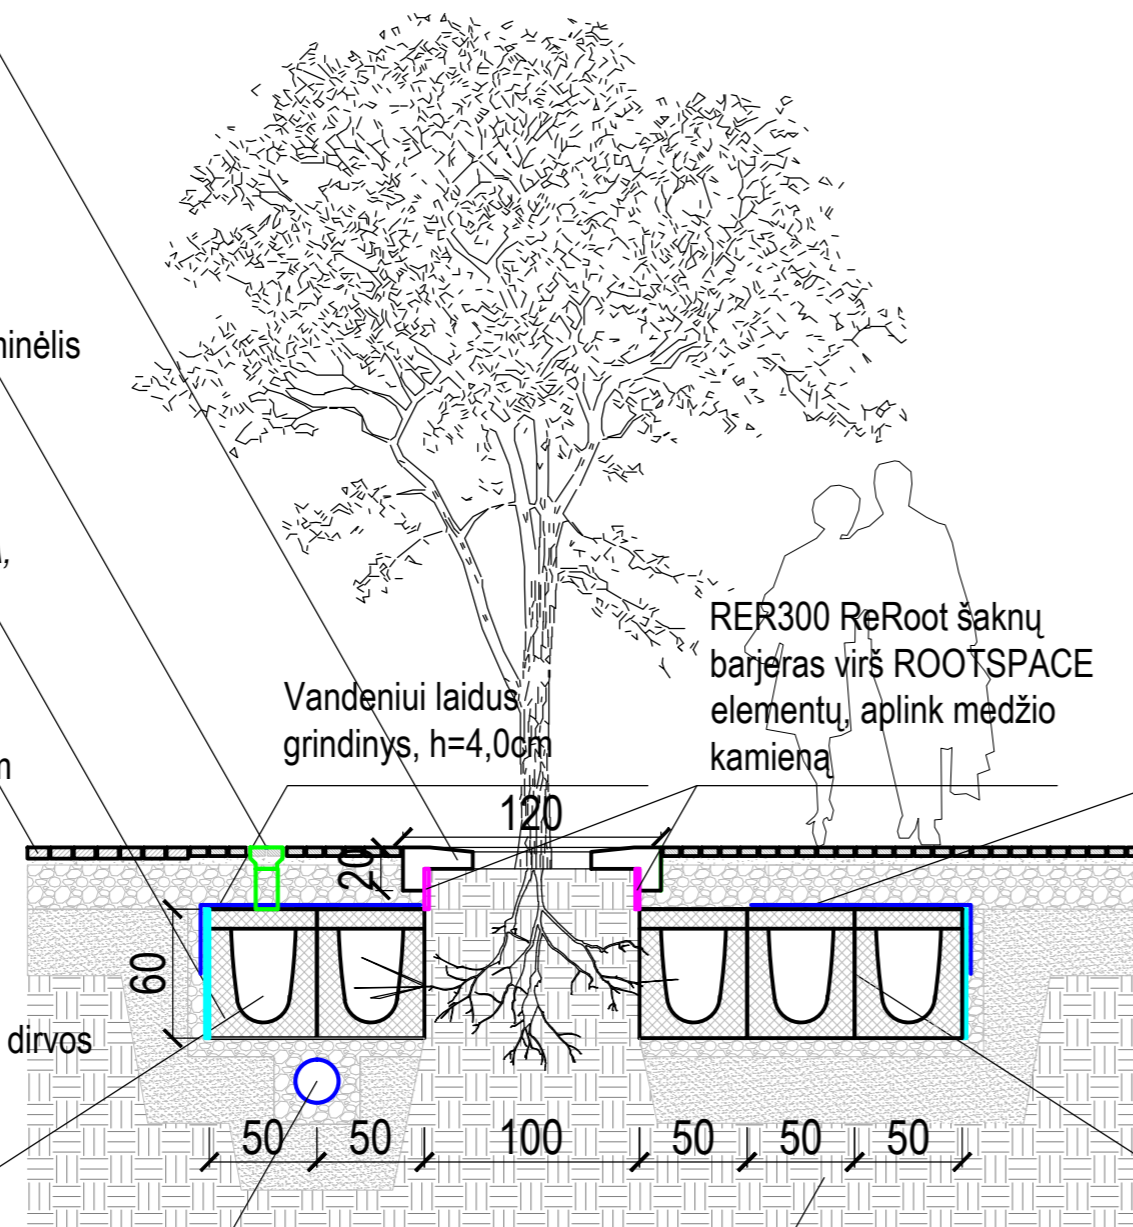 Vandeniui laidus
grindinys, h=4,0cm
RER300 ReRoot šaknų
barjeras virš ROOTSPACE
elementų, aplink medžio
kamieną
dirvos
120
20
60
50
50
100
50
50
50